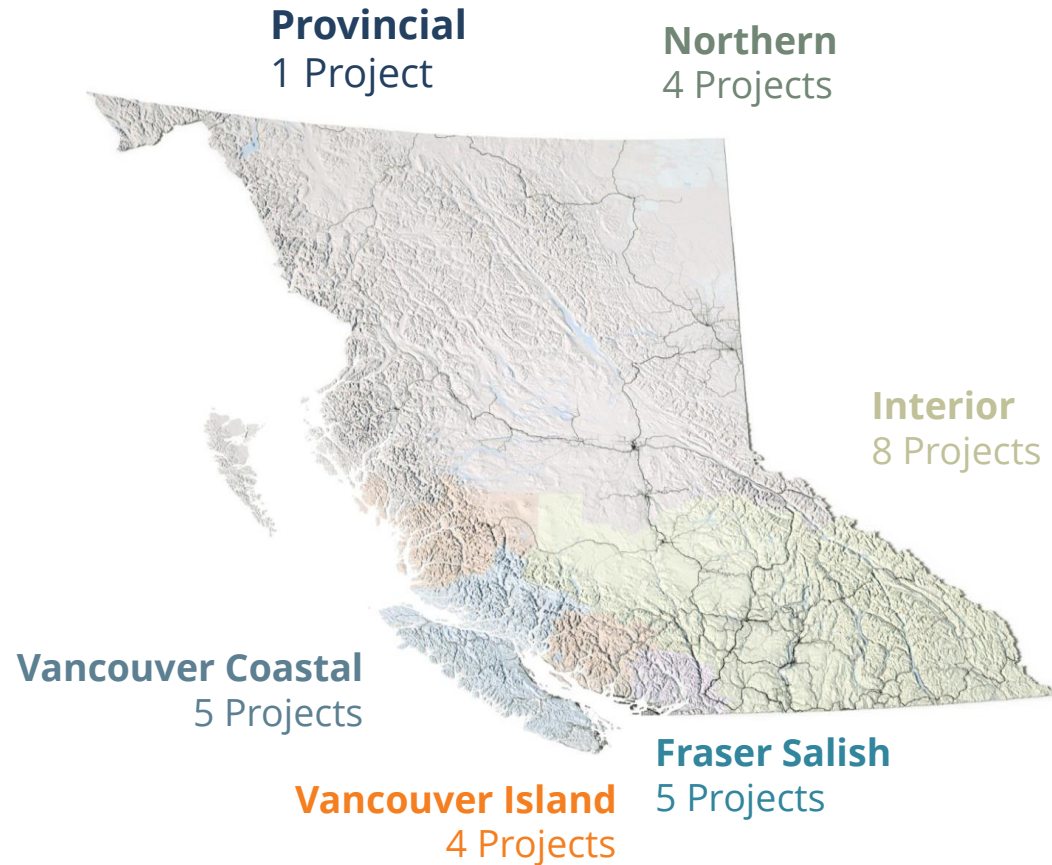 Provincial
1 Project
Northern
4 Projects
Interior
8 Projects
Vancouver Coastal
5 Projects
Fraser Salish
5 Projects
Vancouver Island
4 Projects